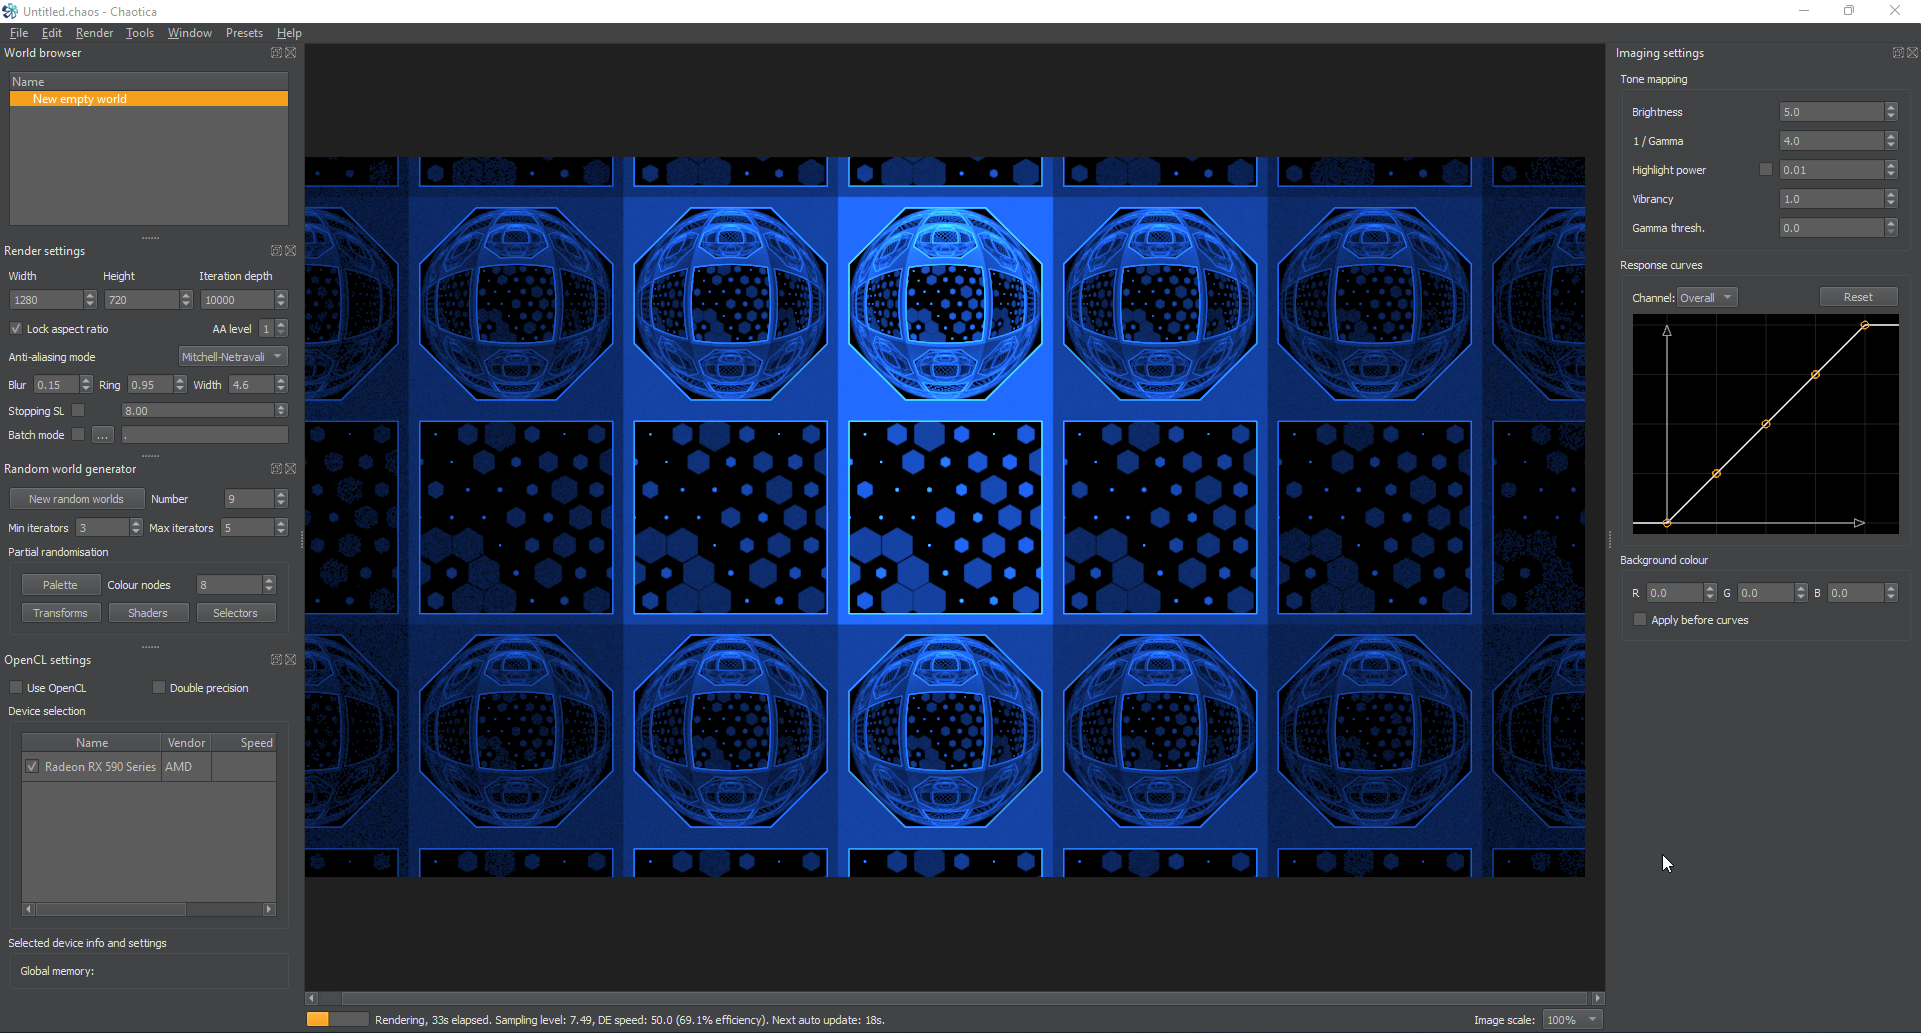 Untitled.chaos - Chaotica
File Edit Render Tools Window Presets Help
World browser
Name
New empty world
Render settings
Width Height Iteration depth
1280 720 10000
Lock aspect ratio AA level 1
Anti-aliasing mode Mitchell-Netravali
Blur 0.15 Ring 0.95 Width 4.6
Stopping SL 8.00
Batch mode ... .
Random world generator
New random worlds Number 9
Min iterators 3 Max iterators 5
Partial randomisation
Palette Colour nodes 8
Transforms Shaders Selectors
OpenCL settings
Use OpenCL Double precision
Device selection
Name Vendor Speed
Radeon RX 590 Series AMD
Selected device info and settings
Global memory:
Rendering, 33s elapsed. Sampling level: 7.49, DE speed: 50.0 (69.1% efficiency). Next auto update: 18s.
Image scale: 100%
Imaging settings
Tone mapping
Brightness 5.0
1 / Gamma 4.0
Highlight power 0.01
Vibrancy 1.0
Gamma thresh. 0.0
Response curves
Channel: Overall Reset
Background colour
R 0.0 G 0.0 B 0.0
Apply before curves